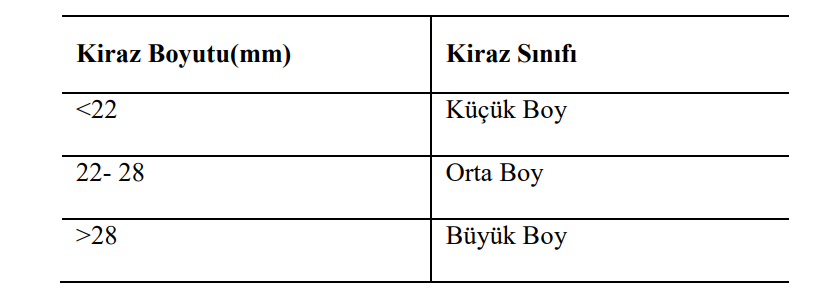 Kiraz Boyutu(mm) Kiraz Sınıfı
<22 Küçük Boy
22- 28 Orta Boy
>28 Büyük Boy